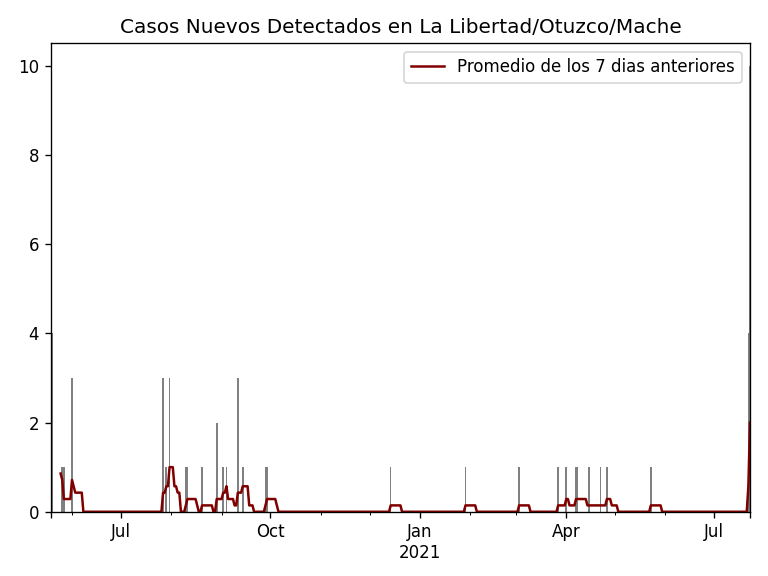 Casos Nuevos Detectados en La Libertad/Otuzco/Mache
Promedio de los 7 dias anteriores
10
8
6
4
2
0
Jul
Oct
Jan
Apr
Jul
2021